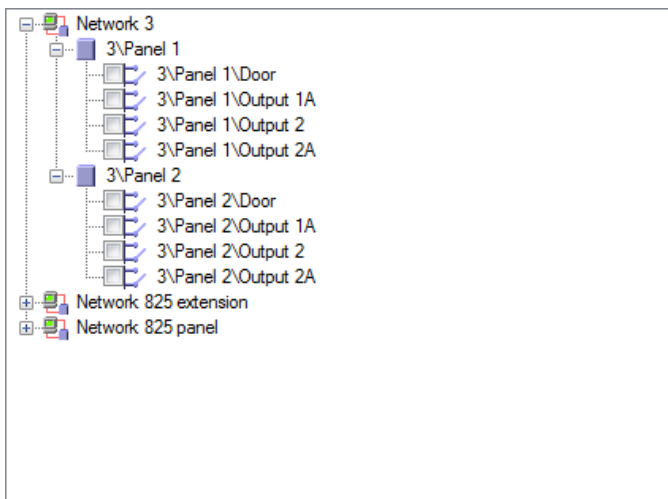 Network 3
3\Panel 1
3\Panel 1\Door
3\Panel 1\Output 1A
3\Panel 1\Output 2
3\Panel 1\Output 2A
3\Panel 2
3\Panel 2\Door
3\Panel 2\Output 1A
3\Panel 2\Output 2
3\Panel 2\Output 2A
Network 825 extension
Network 825 panel